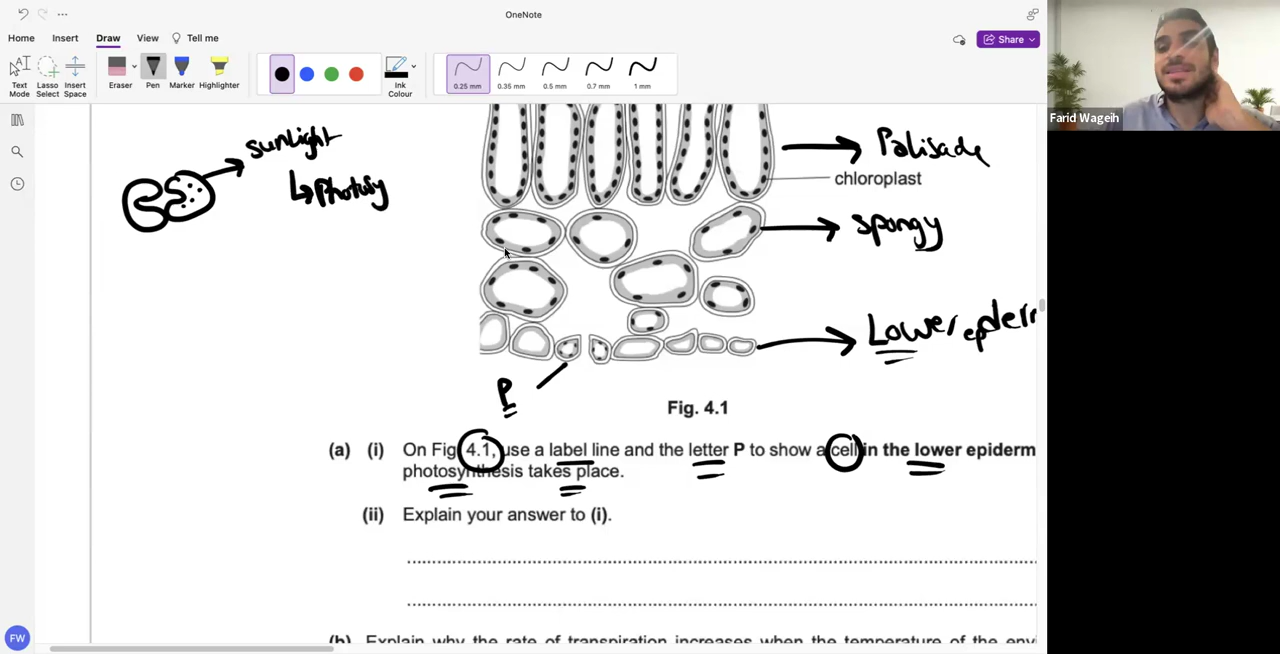 OneNote
Home Insert Draw View Tell me
Share
Text Mode
Lasso Select
Insert Space
Eraser
Pen
Marker
Highlighter
Ink Colour
0.25 mm
0.35 mm
0.5 mm
0.7 mm
1 mm
Farid Wageih
sunlight
Palisade
chloroplast
spongy
Lower
P
Fig. 4.1
(a) (i) On Fig 4.1, use a label line and the letter P to show a cell in the lower epiderm
photosynthesis takes place.
(ii) Explain your answer to (i).
(b) Explain why the rate of transpiration increases when the temperature of the envi
FW